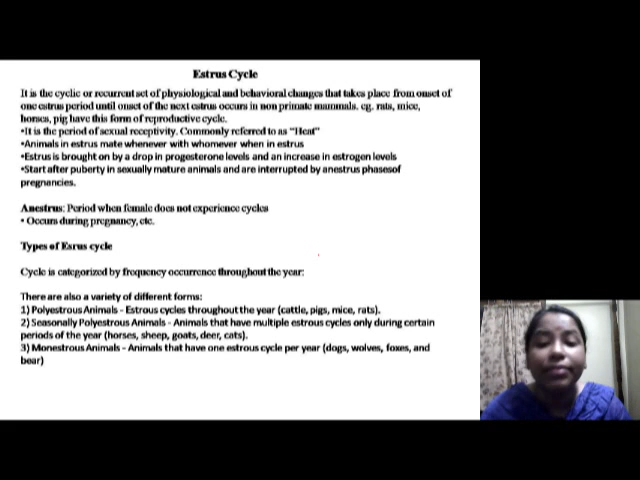 Estrus Cycle
It is the cyclic or recurrent set of physiological and behavioral changes that takes place from onset of
one estrus period until onset of the next estrus occurs in non primate mammals. eg. rats, mice,
horses, pig have this form of reproductive cycle.
•It is the period of sexual receptivity. Commonly referred to as "Heat"
•Animals in estrus mate whenever with whomever when in estrus
•Estrus is brought on by a drop in progesterone levels and an increase in estrogen levels
•Start after puberty in sexually mature animals and are interrupted by anestrus phasesof
pregnancies.
Anestrus: Period when female does not experience cycles
• Occurs during pregnancy, etc.
Types of Esrus cycle
Cycle is categorized by frequency occurrence throughout the year:
There are also a variety of different forms:
1) Polyestrous Animals - Estrous cycles throughout the year (cattle, pigs, mice, rats).
2) Seasonally Polyestrous Animals - Animals that have multiple estrous cycles only during certain
periods of the year (horses, sheep, goats, deer, cats).
3) Monestrous Animals - Animals that have one estrous cycle per year (dogs, wolves, foxes, and
bear)